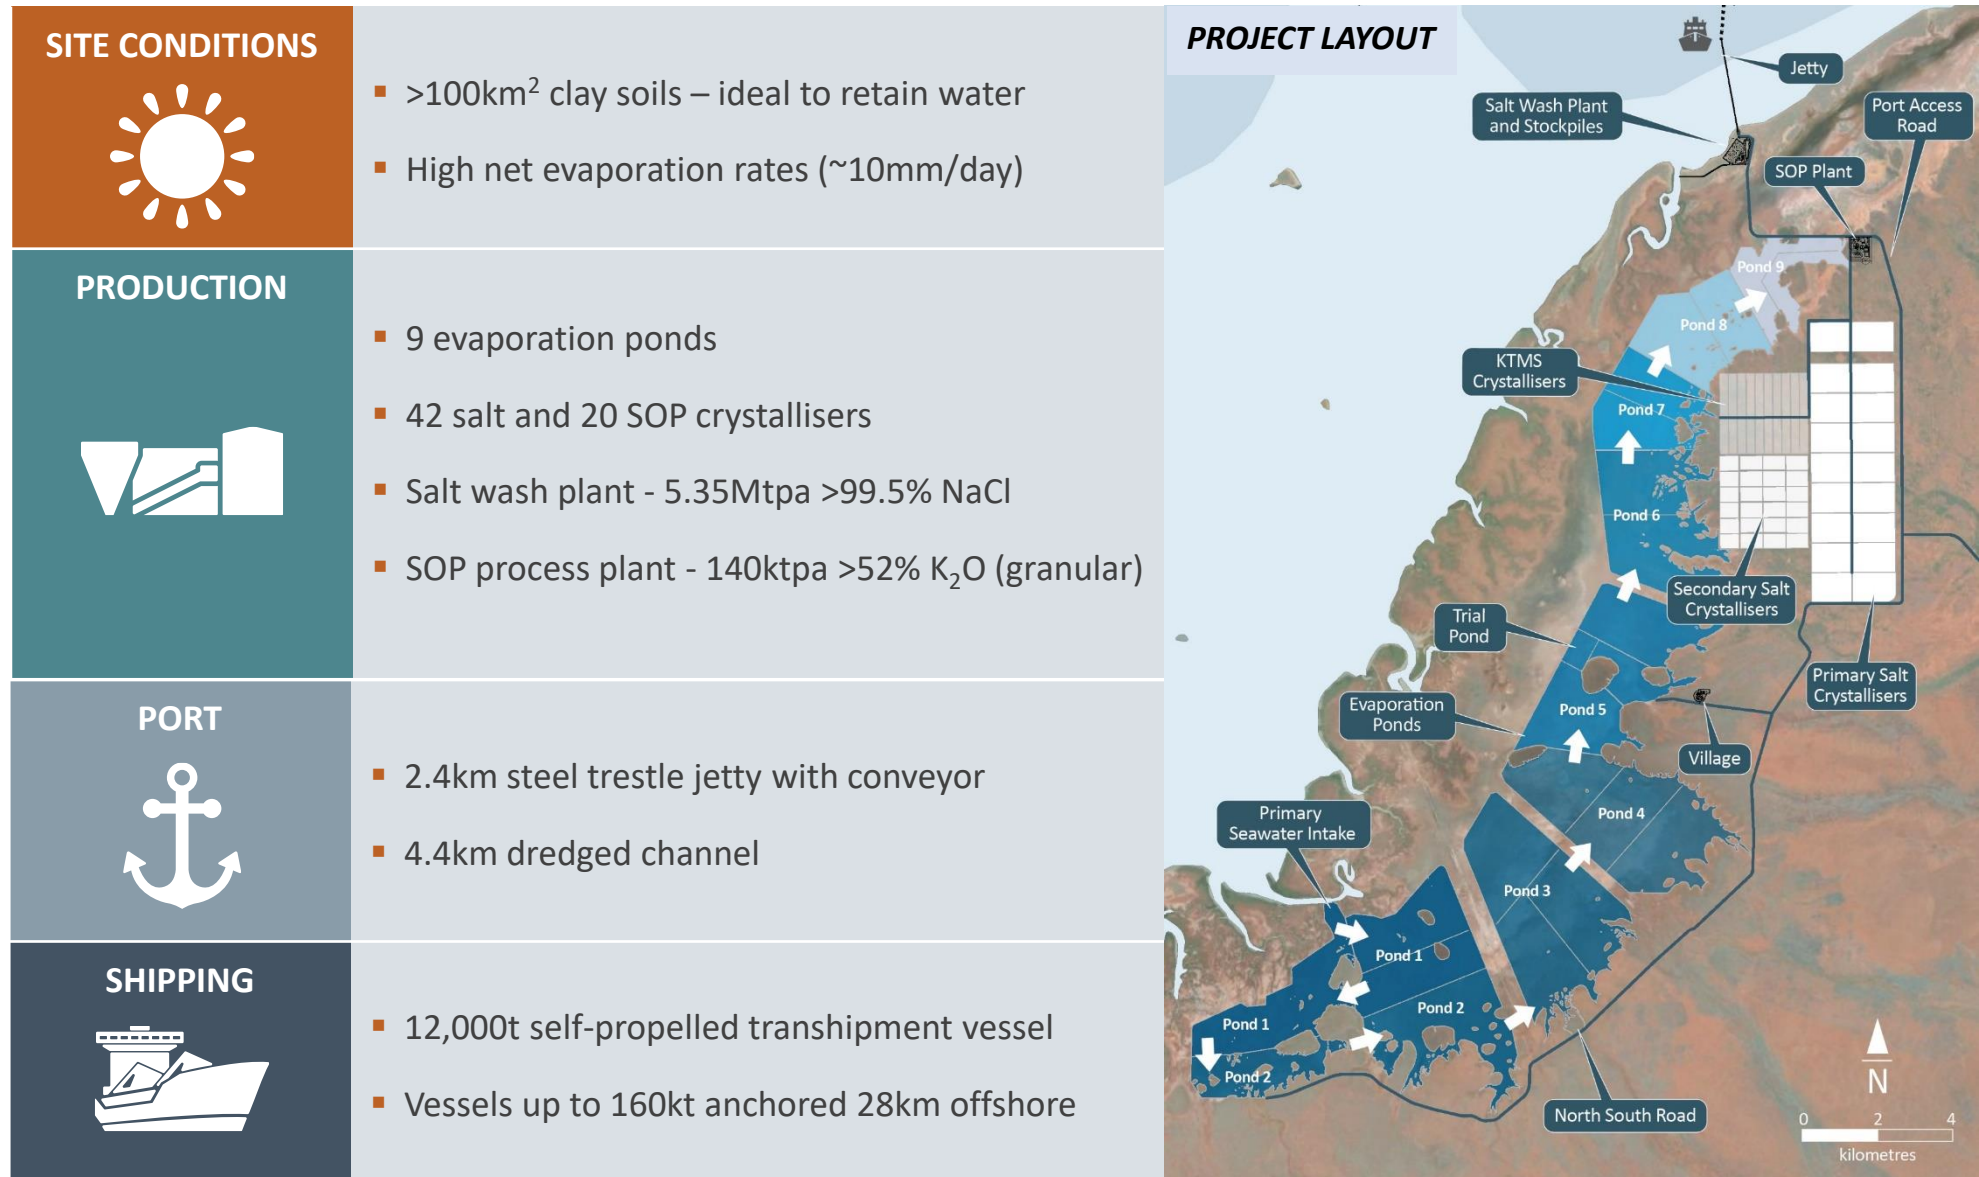 SITE CONDITIONS
>100km² clay soils – ideal to retain water
High net evaporation rates (~10mm/day)
PRODUCTION
9 evaporation ponds
42 salt and 20 SOP crystallisers
Salt wash plant - 5.35Mtpa >99.5% NaCl
SOP process plant - 140ktpa >52% K₂O (granular)
PORT
2.4km steel trestle jetty with conveyor
4.4km dredged channel
SHIPPING
12,000t self-propelled transhipment vessel
Vessels up to 160kt anchored 28km offshore
PROJECT LAYOUT
Jetty
Salt Wash Plant
and Stockpiles
Port Access
Road
SOP Plant
Pond 9
Pond 8
KTMS
Crystallisers
Pond 7
Pond 6
Secondary Salt
Crystallisers
Trial
Pond
Primary Salt
Crystallisers
Evaporation
Ponds
Pond 5
Village
Primary
Seawater Intake
Pond 4
Pond 3
Pond 1
Pond 2
Pond 1
Pond 2
North South Road
N
0 2 4
kilometres